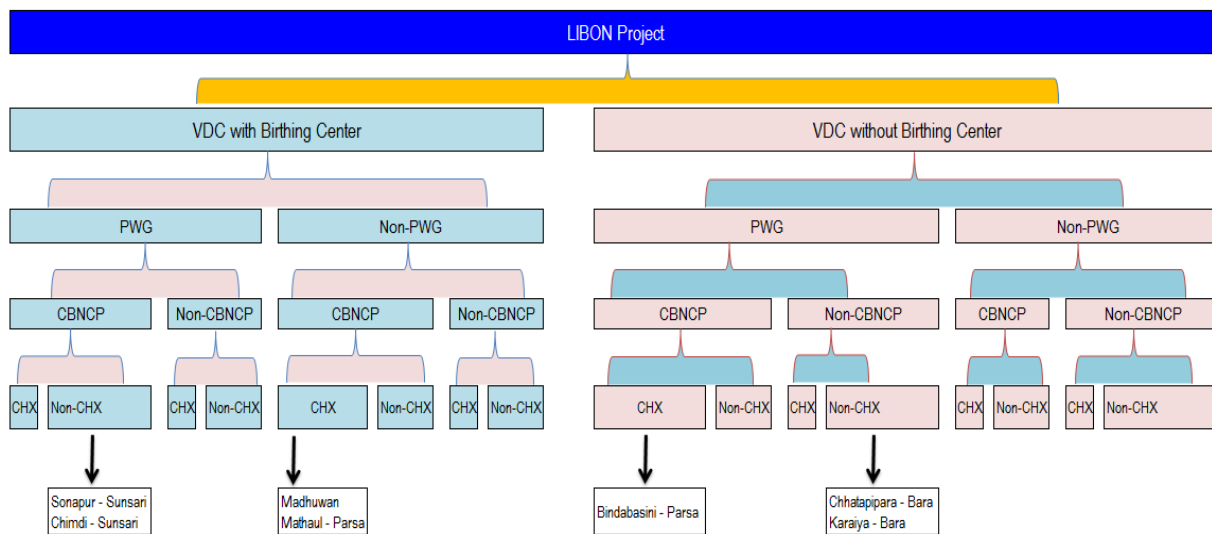 LIBON Project
VDC with Birthing Center
VDC without Birthing Center
PWG
Non-PWG
PWG
Non-PWG
CBNCP
Non-CBNCP
CBNCP
Non-CBNCP
CBNCP
Non-CBNCP
CBNCP
Non-CBNCP
CHX
Non-CHX
CHX
Non-CHX
CHX
Non-CHX
CHX
Non-CHX
CHX
Non-CHX
CHX
Non-CHX
CHX
Non-CHX
CHX
Non-CHX
Sonapur - Sunsari
Chimdi - Sunsari
Madhuwan
Mathaul - Parsa
Bindabasini - Parsa
Chhatapipara - Bara
Karaiya - Bara